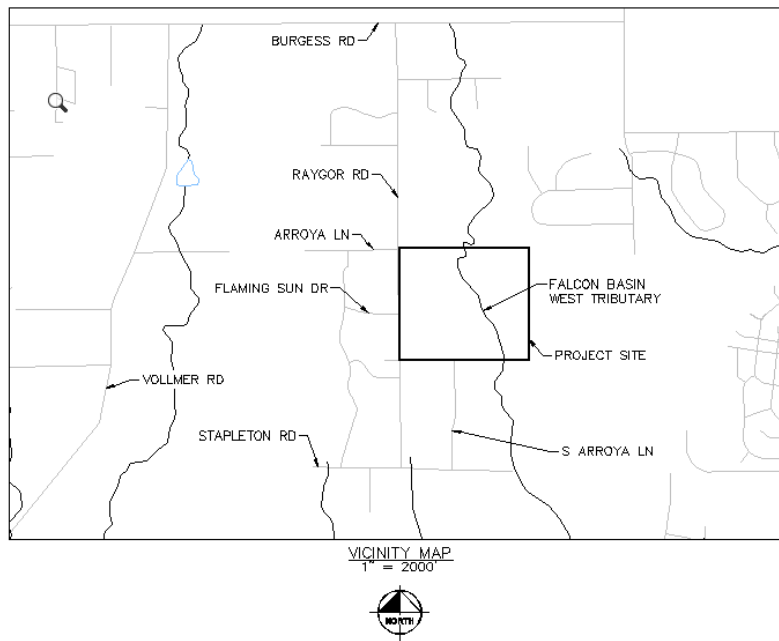 BURGESS RD
RAYGOR RD
ARROYA LN
FLAMING SUN DR
FALCON BASIN
WEST TRIBUTARY
PROJECT SITE
VOLLMER RD
STAPLETON RD
S ARROYA LN
VICINITY MAP
1" = 2000'
NORTH